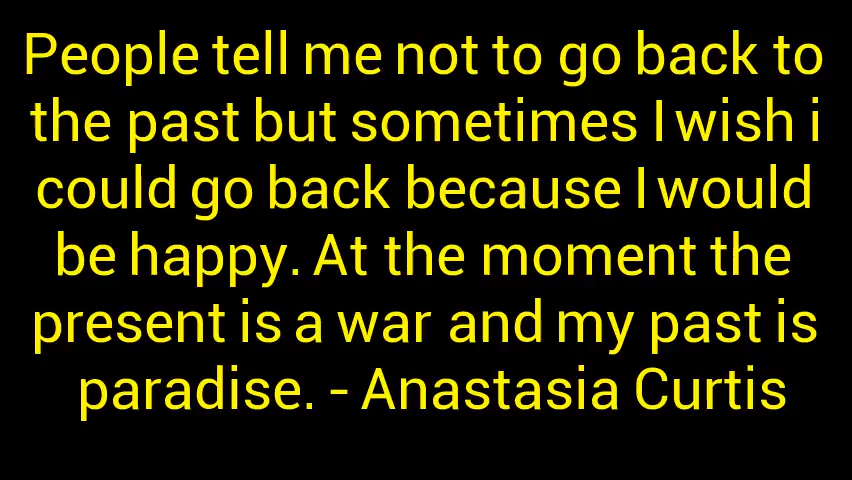 People tell me not to go back to
the past but sometimes I wish i
could go back because I would
be happy. At the moment the
present is a war and my past is
paradise. - Anastasia Curtis